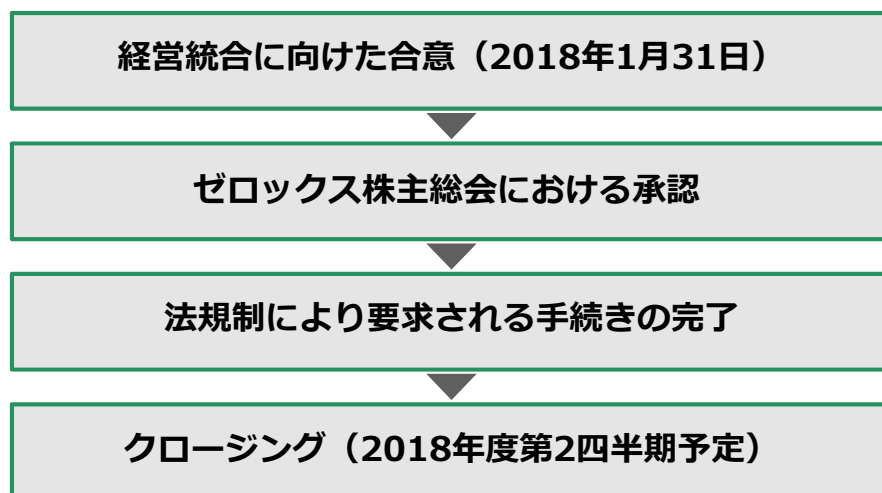 経営統合に向けた合意（2018年1月31日）
ゼロックス株主総会における承認
法規制により要求される手続きの完了
クロージング（2018年度第2四半期予定）